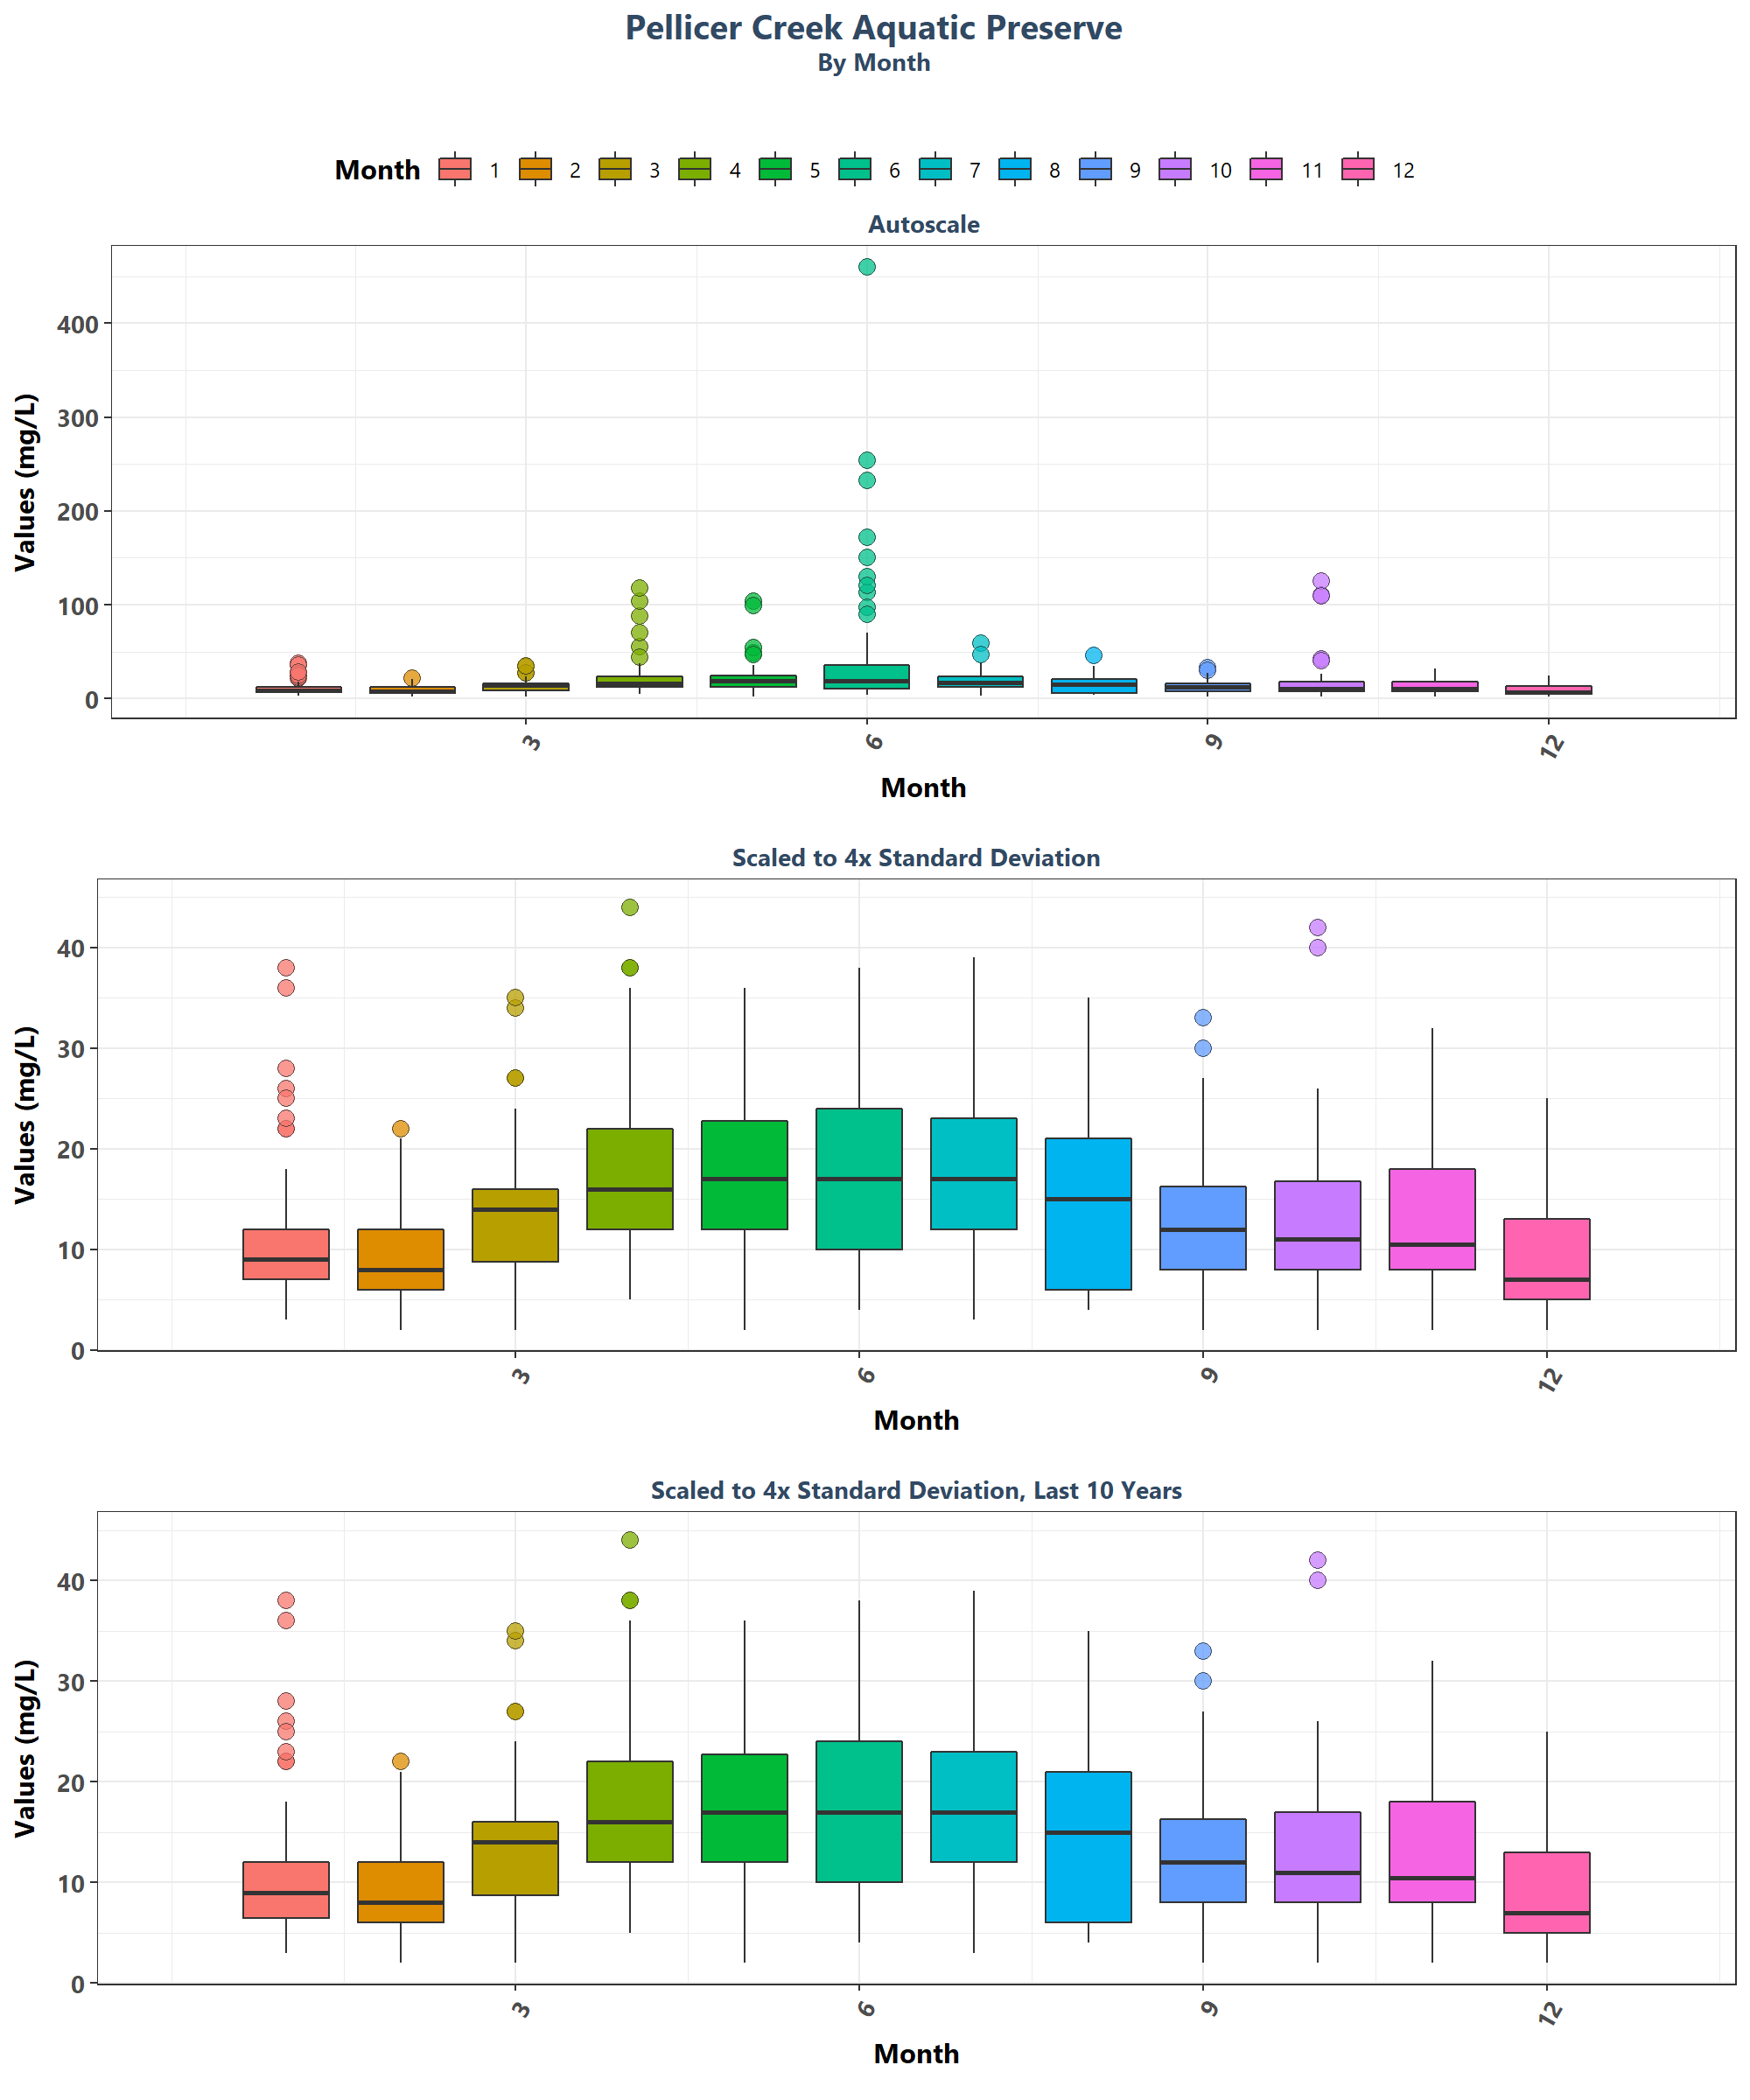 Pellicer Creek Aquatic Preserve
By Month
Month 1 2 3 4 5 6 7 8 9 10 11 12
Autoscale
Values (mg/L)
400
300
200
100
0
3 6 9 12
Month
Scaled to 4x Standard Deviation
Values (mg/L)
40
30
20
10
0
3 6 9 12
Month
Scaled to 4x Standard Deviation, Last 10 Years
Values (mg/L)
40
30
20
10
0
3 6 9 12
Month